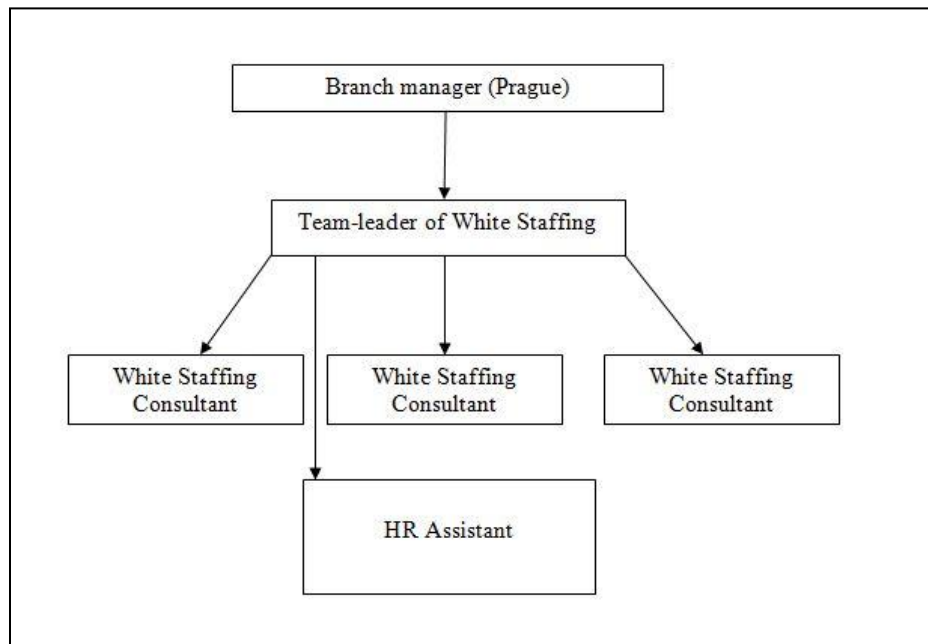 Branch manager (Prague)
Team-leader of White Staffing
White Staffing
Consultant
White Staffing
Consultant
White Staffing
Consultant
HR Assistant